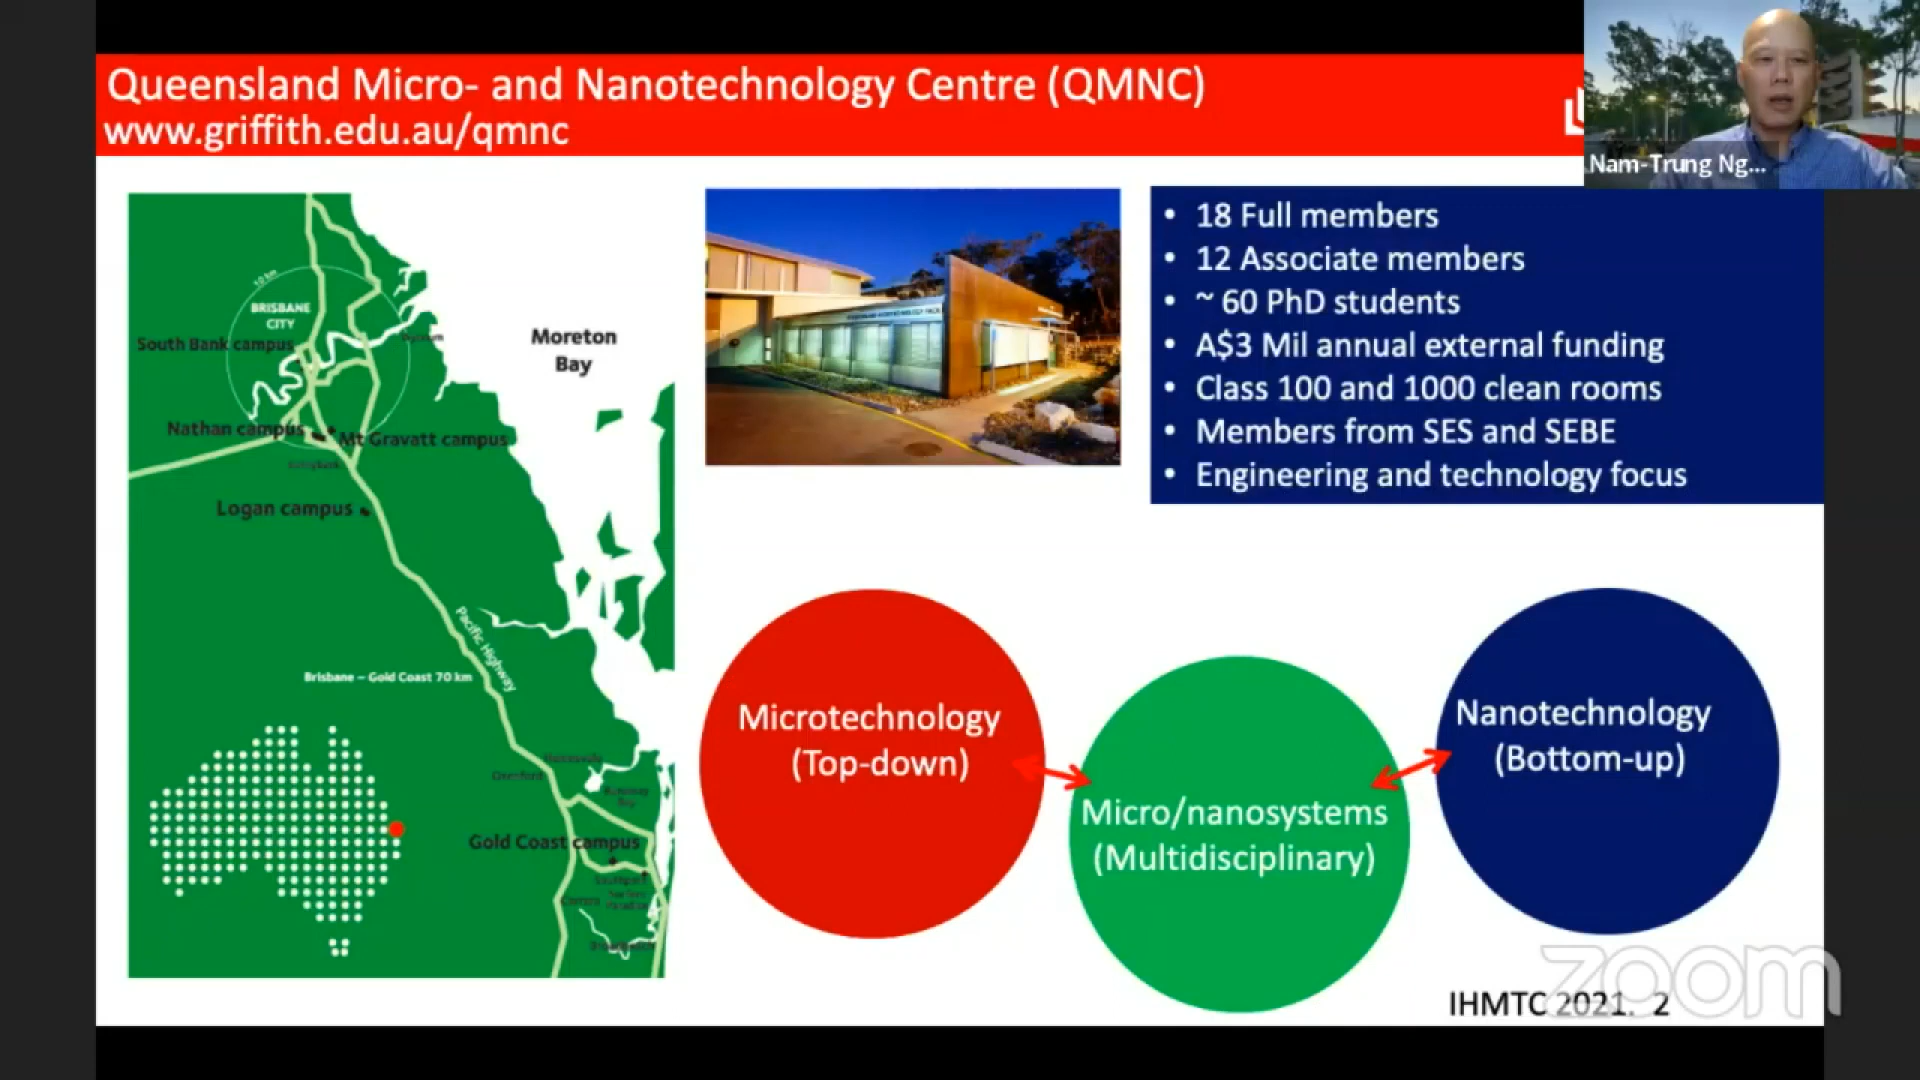 Queensland Micro- and Nanotechnology Centre (QMNC)
www.griffith.edu.au/qmnc
Nam-Trung Ng...
10 km
BRISBANE
CITY
South Bank campus
Moreton
Bay
Nathan campus
Mt Gravatt campus
Logan campus
Pacific Highway
Brisbane – Gold Coast 70 km
Oxenford
Gold Coast campus
• 18 Full members
• 12 Associate members
• ~ 60 PhD students
• A$3 Mil annual external funding
• Class 100 and 1000 clean rooms
• Members from SES and SEBE
• Engineering and technology focus
Microtechnology
(Top-down)
Micro/nanosystems
(Multidisciplinary)
Nanotechnology
(Bottom-up)
IHMTC 2021. 2
zoom